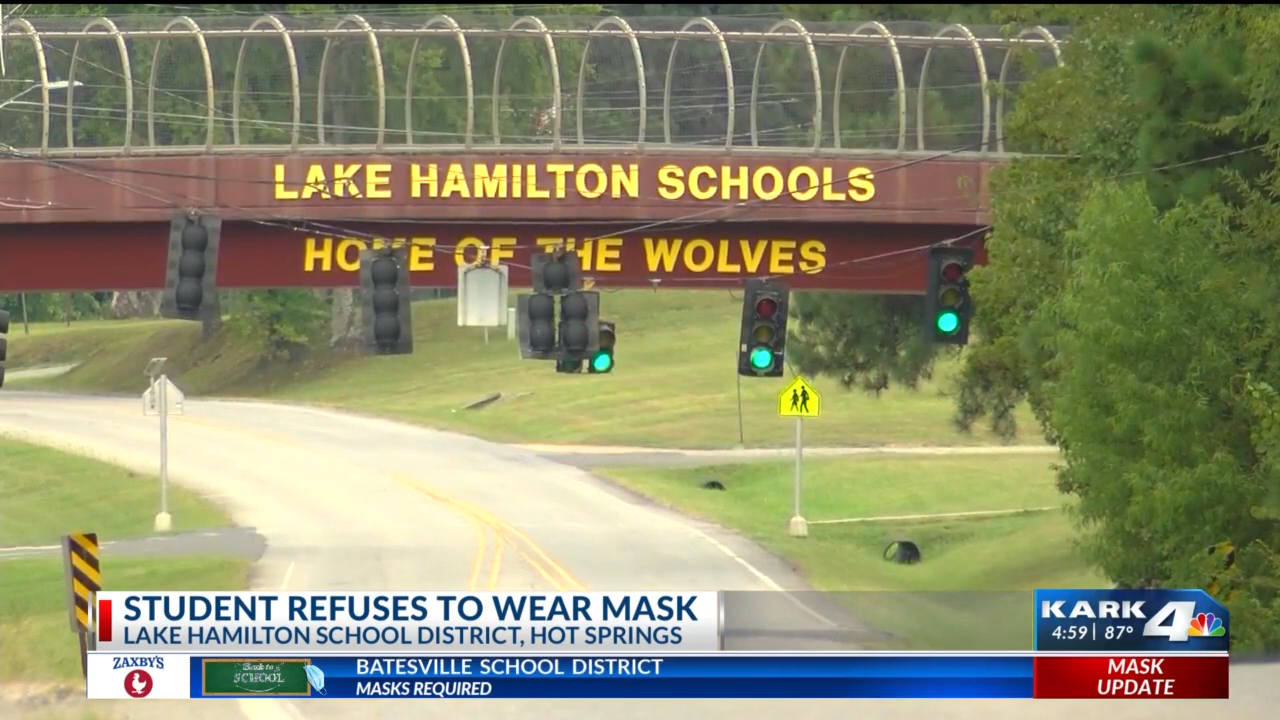 LAKE HAMILTON SCHOOLS
HOME OF THE WOLVES
STUDENT REFUSES TO WEAR MASK
LAKE HAMILTON SCHOOL DISTRICT, HOT SPRINGS
KARK 4
4:59 | 87°
ZAXBY'S
Back to
SCHOOL
BATESVILLE SCHOOL DISTRICT
MASKS REQUIRED
MASK
UPDATE